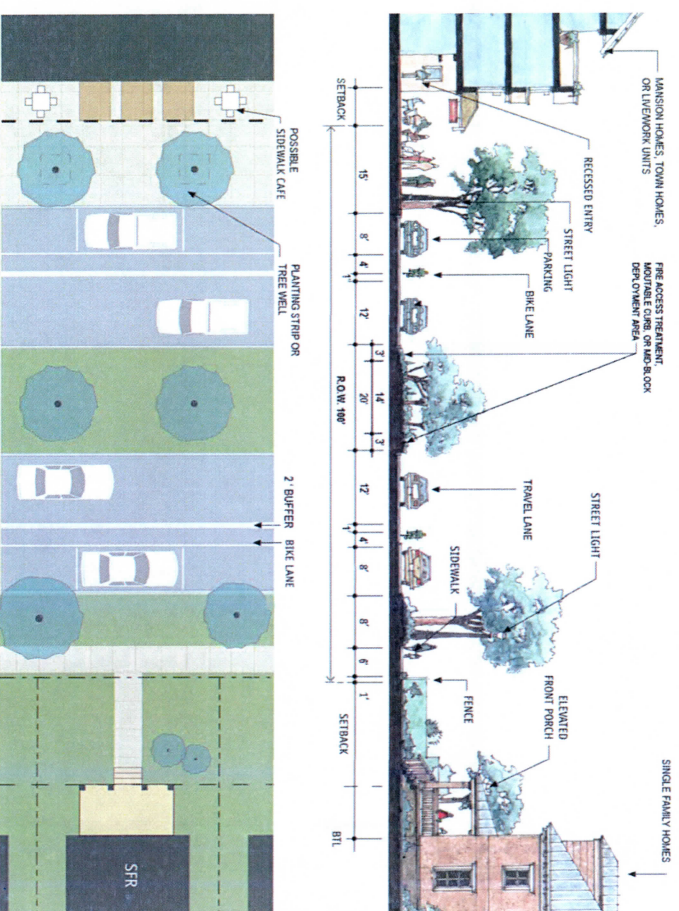 MANSION HOMES, TOWN HOMES,
OR LIVE/WORK UNITS
RECESSED ENTRY
STREET LIGHT
PARKING
BIKE LANE
FIRE ACCESS TREATMENT,
MOUTABLE CURB, OR MID-BLOCK
DEPLOYMENT AREA
TRAVEL LANE
STREET LIGHT
SIDEWALK
FENCE
ELEVATED
FRONT PORCH
SINGLE FAMILY HOMES
SETBACK
15'
8'
4'
1'
12'
3'
14'
3'
20'
12'
1'
4'
8'
8'
6'
1'
SETBACK
BTL
R.O.W. 100'
POSSIBLE
SIDEWALK CAFE
PLANTING STRIP OR
TREE WELL
2' BUFFER
BIKE LANE
SFR